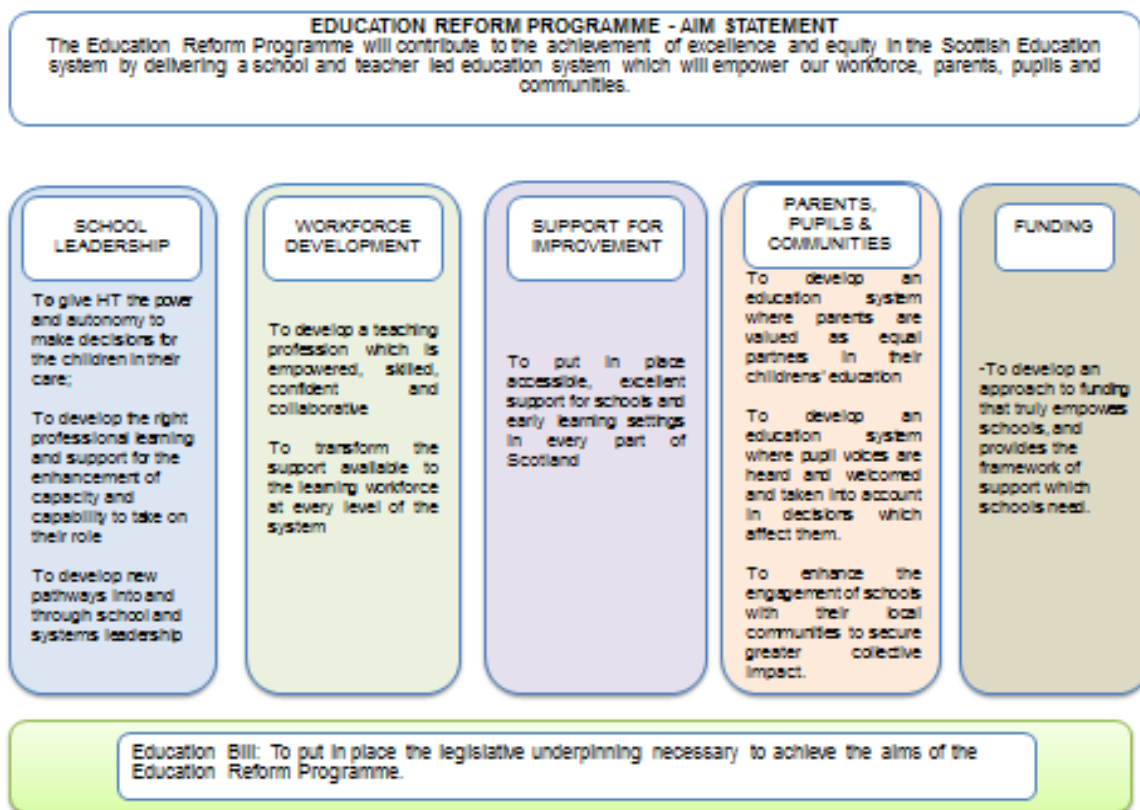 EDUCATION REFORM PROGRAMME - AIM STATEMENT
The Education Reform Programme will contribute to the achievement of excellence and equity in the Scottish Education
system by delivering a school and teacher led education system which will empower our workforce, parents, pupils and
communities.
SCHOOL
LEADERSHIP
To give HT the power
and autonomy to
make decisions for
the children in their
care;
To develop the right
professional learning
and support for the
enhancement of
capacity and
capability to take on
their role
To develop new
pathways into and
through school and
systems leadership
WORKFORCE
DEVELOPMENT
To develop a teaching
profession which is
empowered, skilled,
confident and
collaborative
To transform the
support available to
the learning workforce
at every level of the
system
SUPPORT FOR
IMPROVEMENT
To put in place
accessible, excellent
support for schools and
early learning settings
in every part of
Scotland
PARENTS,
PUPILS &
COMMUNITIES
To develop an
education system
where parents are
valued as equal
partners in their
childrens' education
To develop an
education system
where pupil voices are
heard and welcomed
and taken into account
in decisions which
affect them.
To enhance the
engagement of schools
with their local
communities to secure
greater collective
impact.
FUNDING
-To develop an
approach to funding
that truly empowers
schools, and
provides the
framework of
support which
schools need.
Education Bill: To put in place the legislative underpinning necessary to achieve the aims of the
Education Reform Programme.